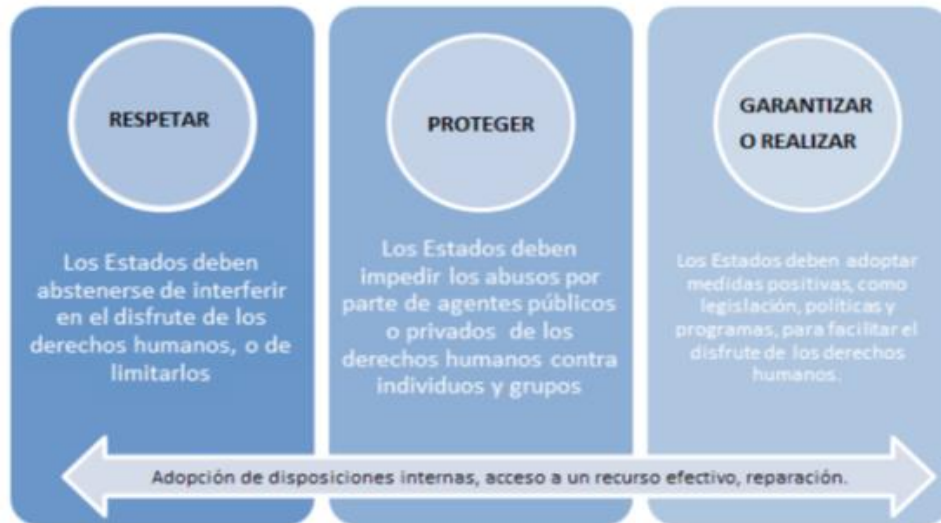 RESPETAR
Los Estados deben
abstenerse de interferir
en el disfrute de los
derechos humanos, o de
limitarlos
PROTEGER
Los Estados deben
impedir los abusos por
parte de agentes públicos
o privados de los
derechos humanos contra
individuos y grupos
GARANTIZAR
O REALIZAR
Los Estados deben adoptar
medidas positivas, como
legislación, políticas y
programas, para facilitar el
disfrute de los derechos
humanos.
Adopción de disposiciones internas, acceso a un recurso efectivo, reparación.